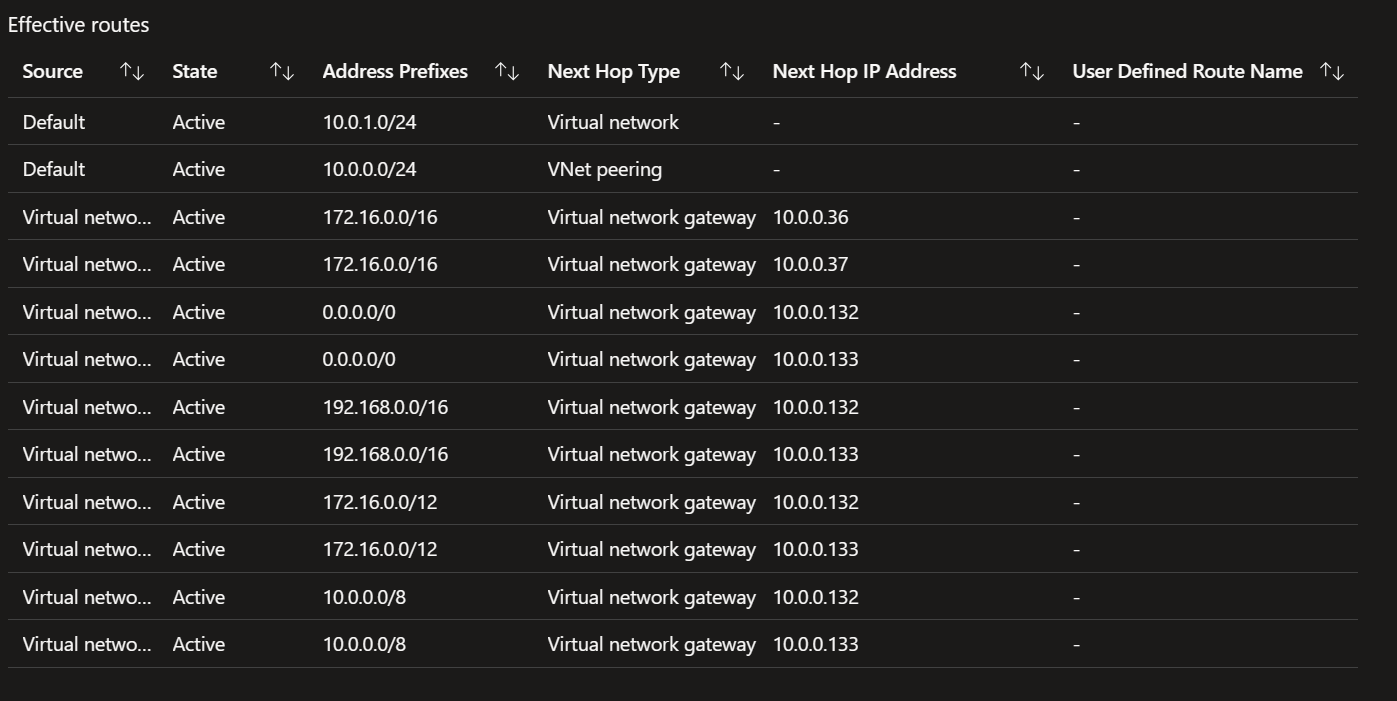 Effective routes
Source ↑↓ State ↑↓ Address Prefixes ↑↓ Next Hop Type ↑↓ Next Hop IP Address ↑↓ User Defined Route Name ↑↓
Default Active 10.0.1.0/24 Virtual network - -
Default Active 10.0.0.0/24 VNet peering - -
Virtual netwo... Active 172.16.0.0/16 Virtual network gateway 10.0.0.36 -
Virtual netwo... Active 172.16.0.0/16 Virtual network gateway 10.0.0.37 -
Virtual netwo... Active 0.0.0.0/0 Virtual network gateway 10.0.0.132 -
Virtual netwo... Active 0.0.0.0/0 Virtual network gateway 10.0.0.133 -
Virtual netwo... Active 192.168.0.0/16 Virtual network gateway 10.0.0.132 -
Virtual netwo... Active 192.168.0.0/16 Virtual network gateway 10.0.0.133 -
Virtual netwo... Active 172.16.0.0/12 Virtual network gateway 10.0.0.132 -
Virtual netwo... Active 172.16.0.0/12 Virtual network gateway 10.0.0.133 -
Virtual netwo... Active 10.0.0.0/8 Virtual network gateway 10.0.0.132 -
Virtual netwo... Active 10.0.0.0/8 Virtual network gateway 10.0.0.133 -